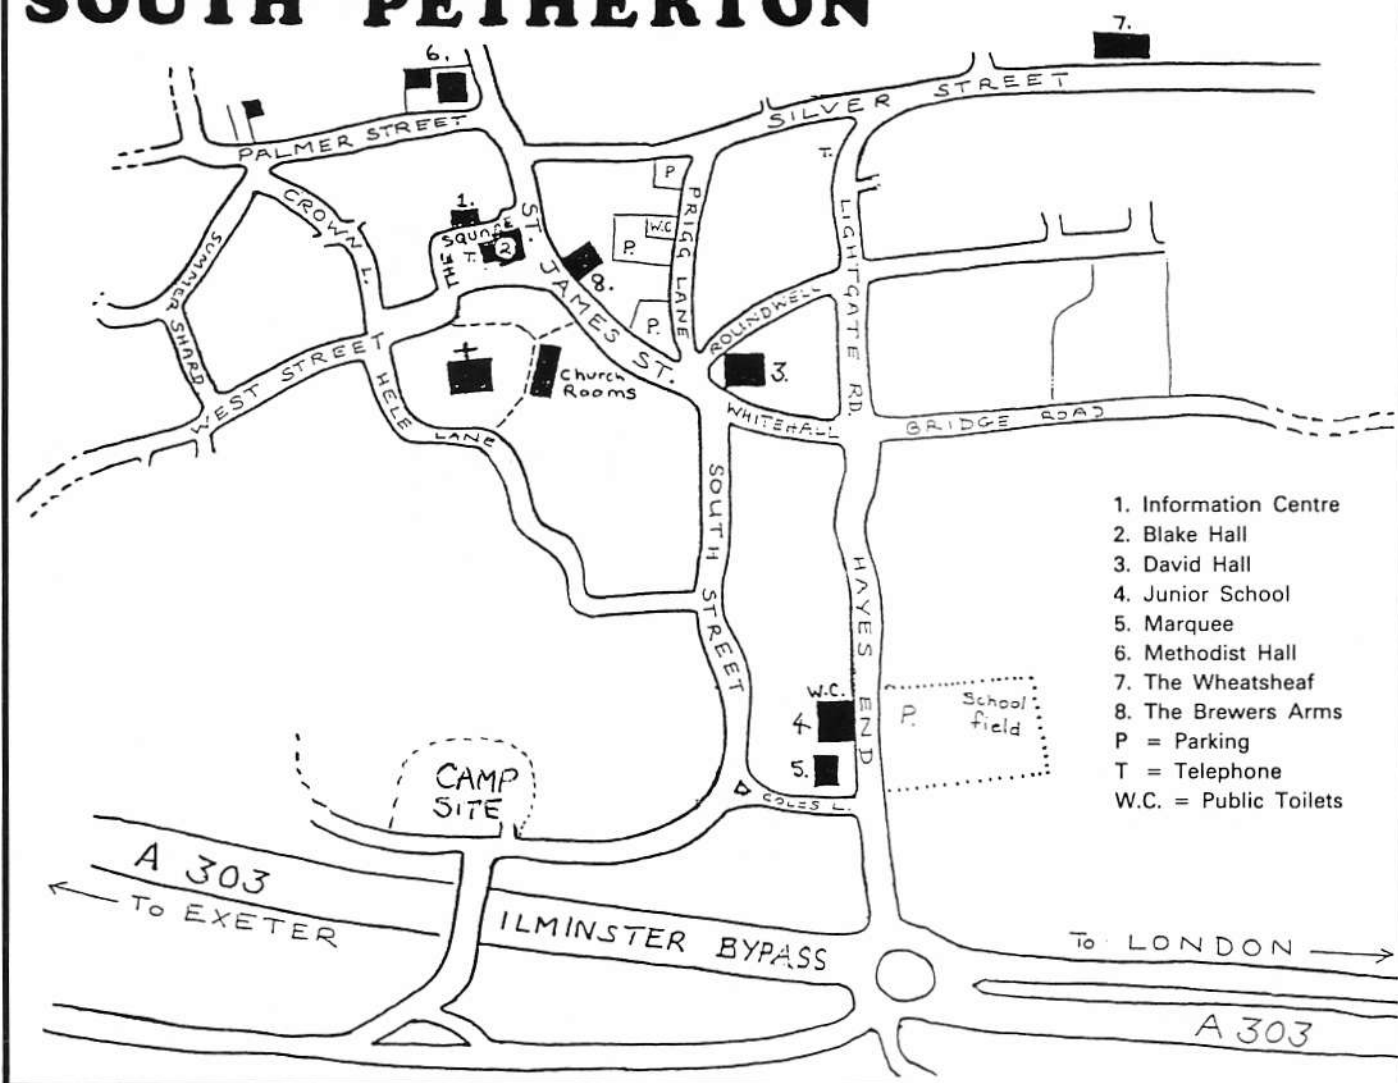 SOUTH PETHERTON
7.
6.
SILVER STREET
PALMER STREET
T.
P
CROWN L.
1.
THE SQUARE
T.
2
ST. JAMES ST.
W.C.
P.
PRIGG LANE
LIGHTGATE RD.
SUMMER SHARD
8.
P.
ROUNDWELL
3.
WEST STREET
HELE LANE
Church
Rooms
WHITEHALL
BRIDGE ROAD
SOUTH STREET
HAYES END
1. Information Centre
2. Blake Hall
3. David Hall
4. Junior School
5. Marquee
6. Methodist Hall
7. The Wheatsheaf
8. The Brewers Arms
P = Parking
T = Telephone
W.C. = Public Toilets
W.C.
4
5.
P.
School
field
COLES L.
CAMP
SITE
A 303
TO EXETER
ILMINSTER BYPASS
To LONDON
A 303